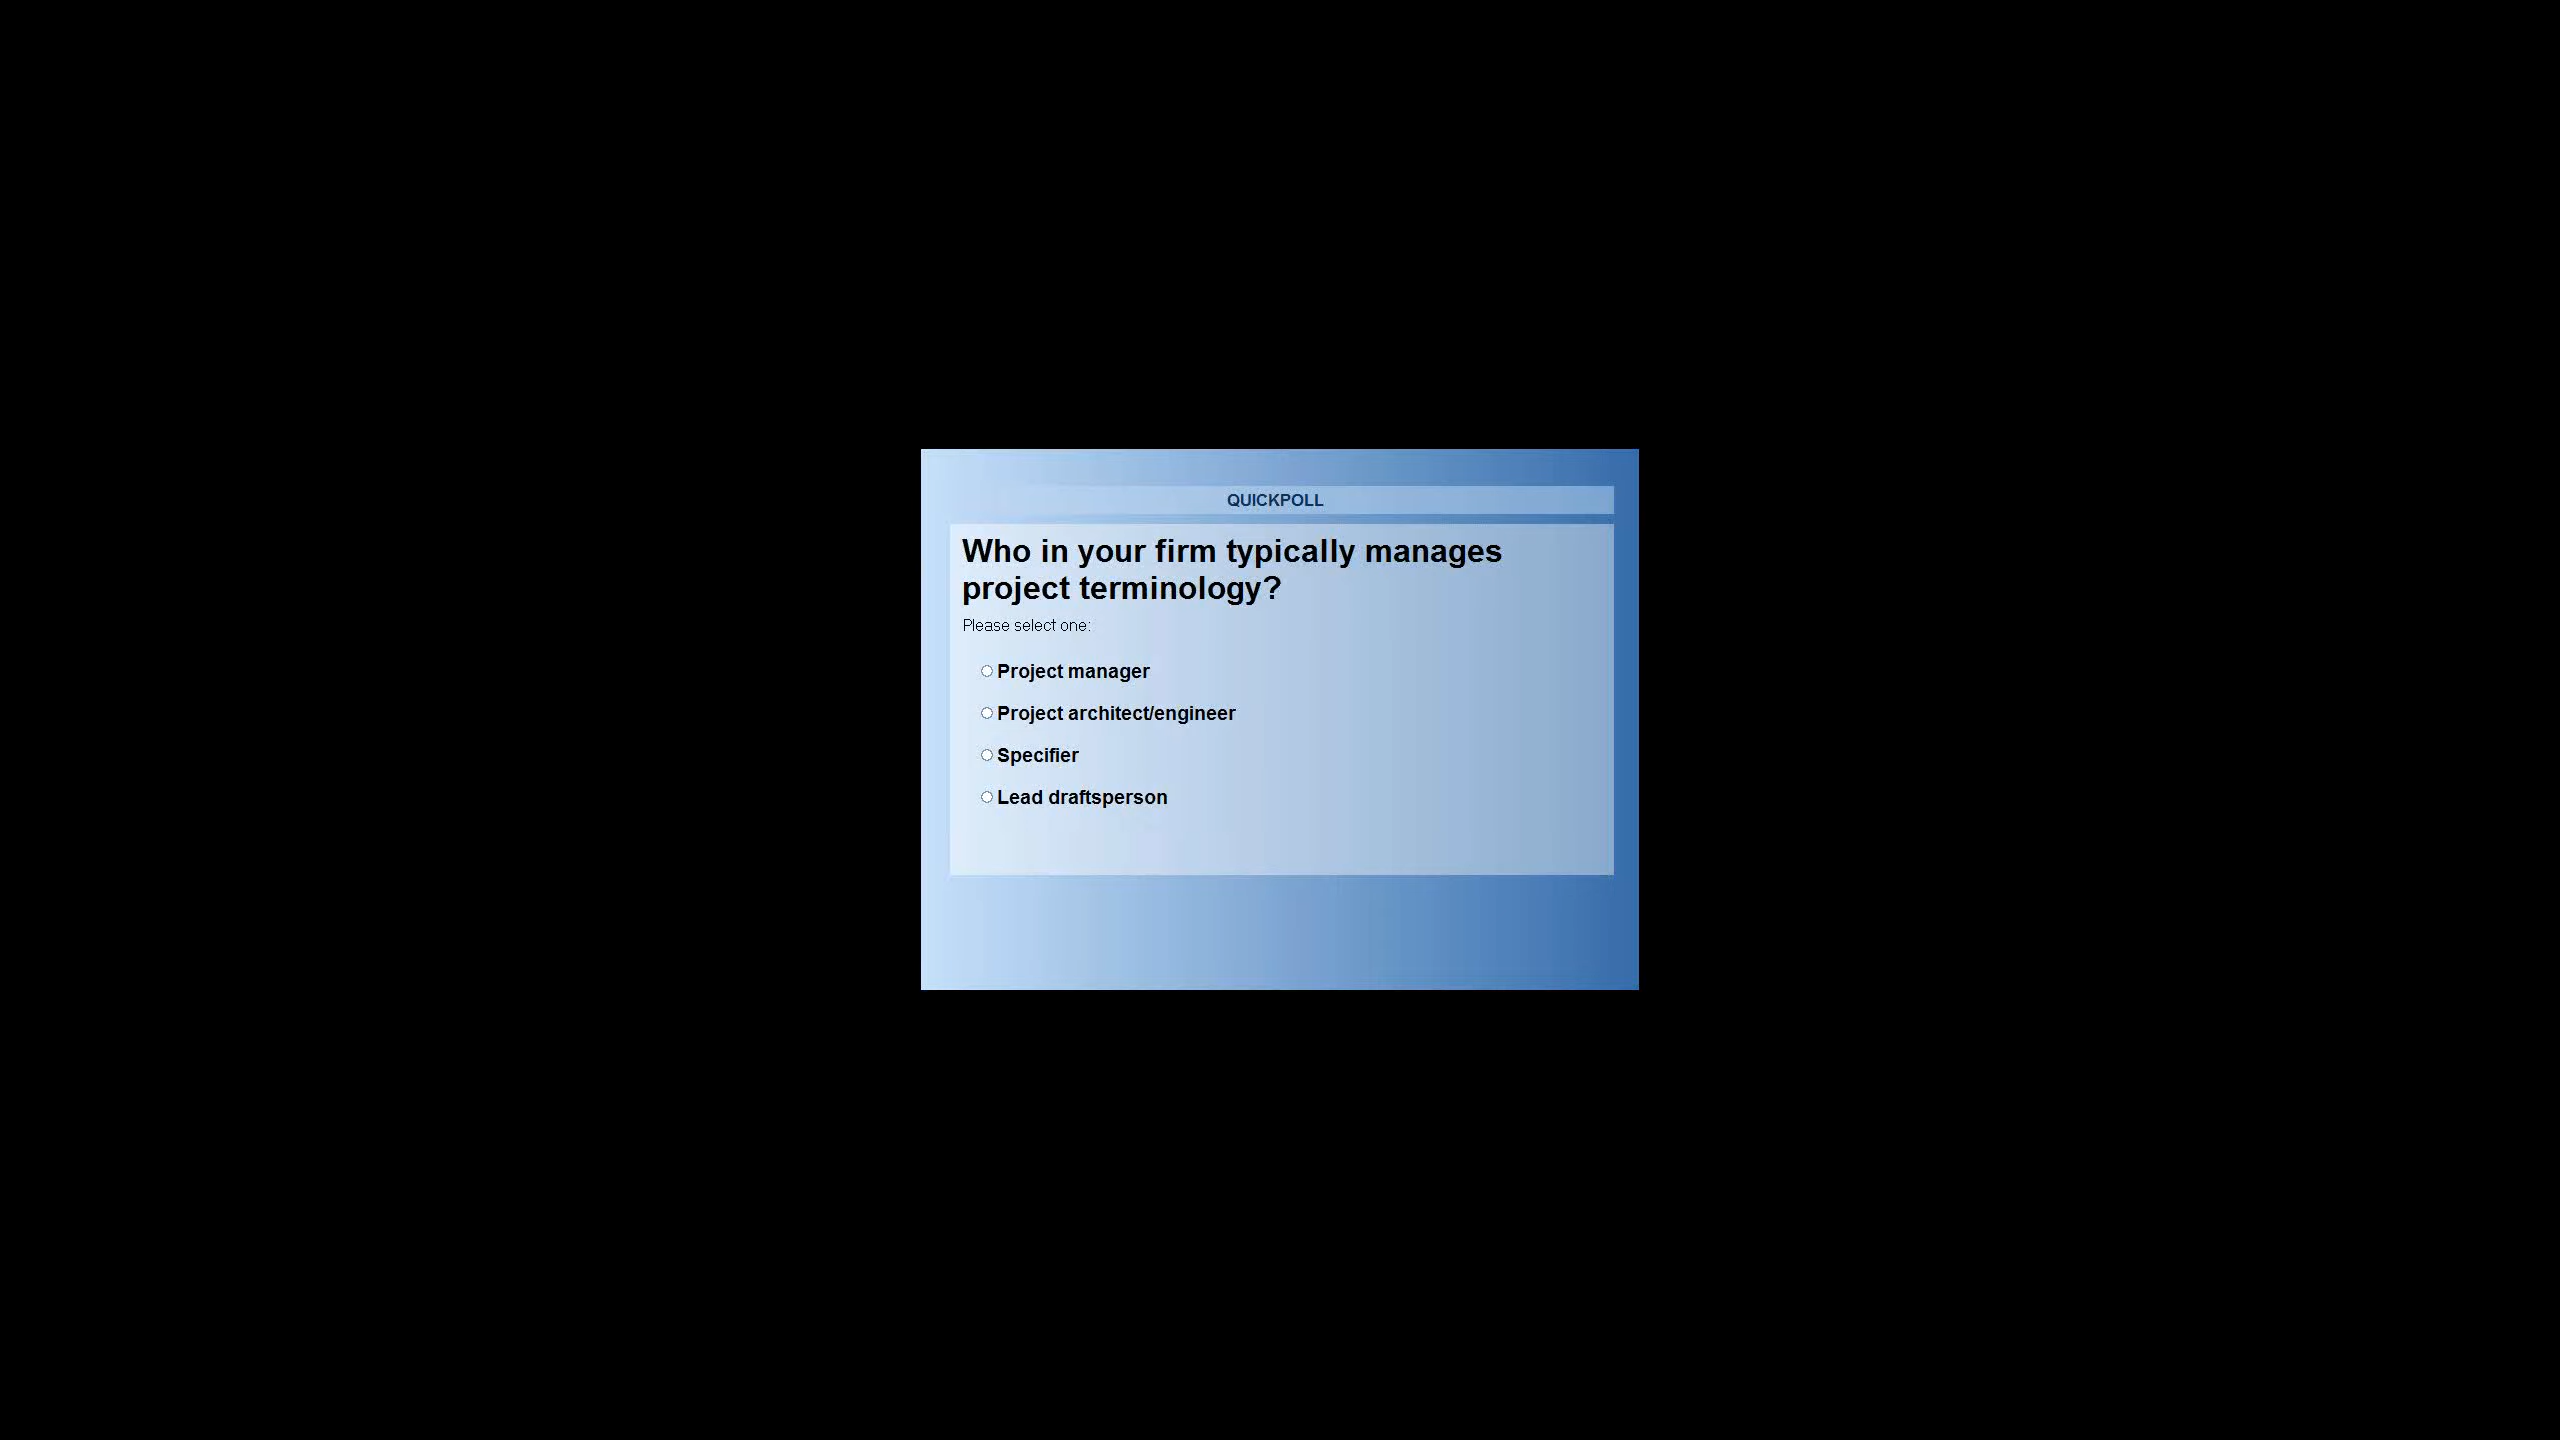 QUICKPOLL
Who in your firm typically manages
project terminology?
Please select one:
Project manager
Project architect/engineer
Specifier
Lead draftsperson